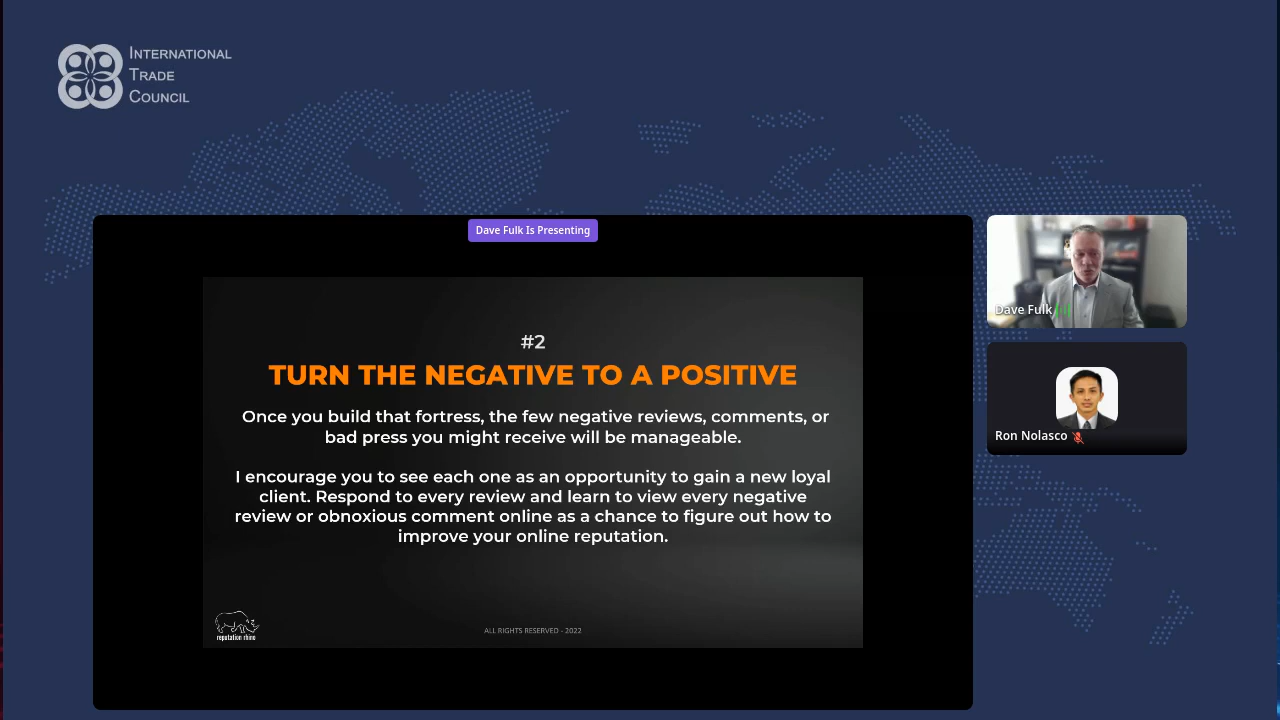 INTERNATIONAL
TRADE
COUNCIL
Dave Fulk Is Presenting
#2
TURN THE NEGATIVE TO A POSITIVE
Once you build that fortress, the few negative reviews, comments, or
bad press you might receive will be manageable.
I encourage you to see each one as an opportunity to gain a new loyal
client. Respond to every review and learn to view every negative
review or obnoxious comment online as a chance to figure out how to
improve your online reputation.
reputation rhino
ALL RIGHTS RESERVED - 2022
Dave Fulk
Ron Nolasco